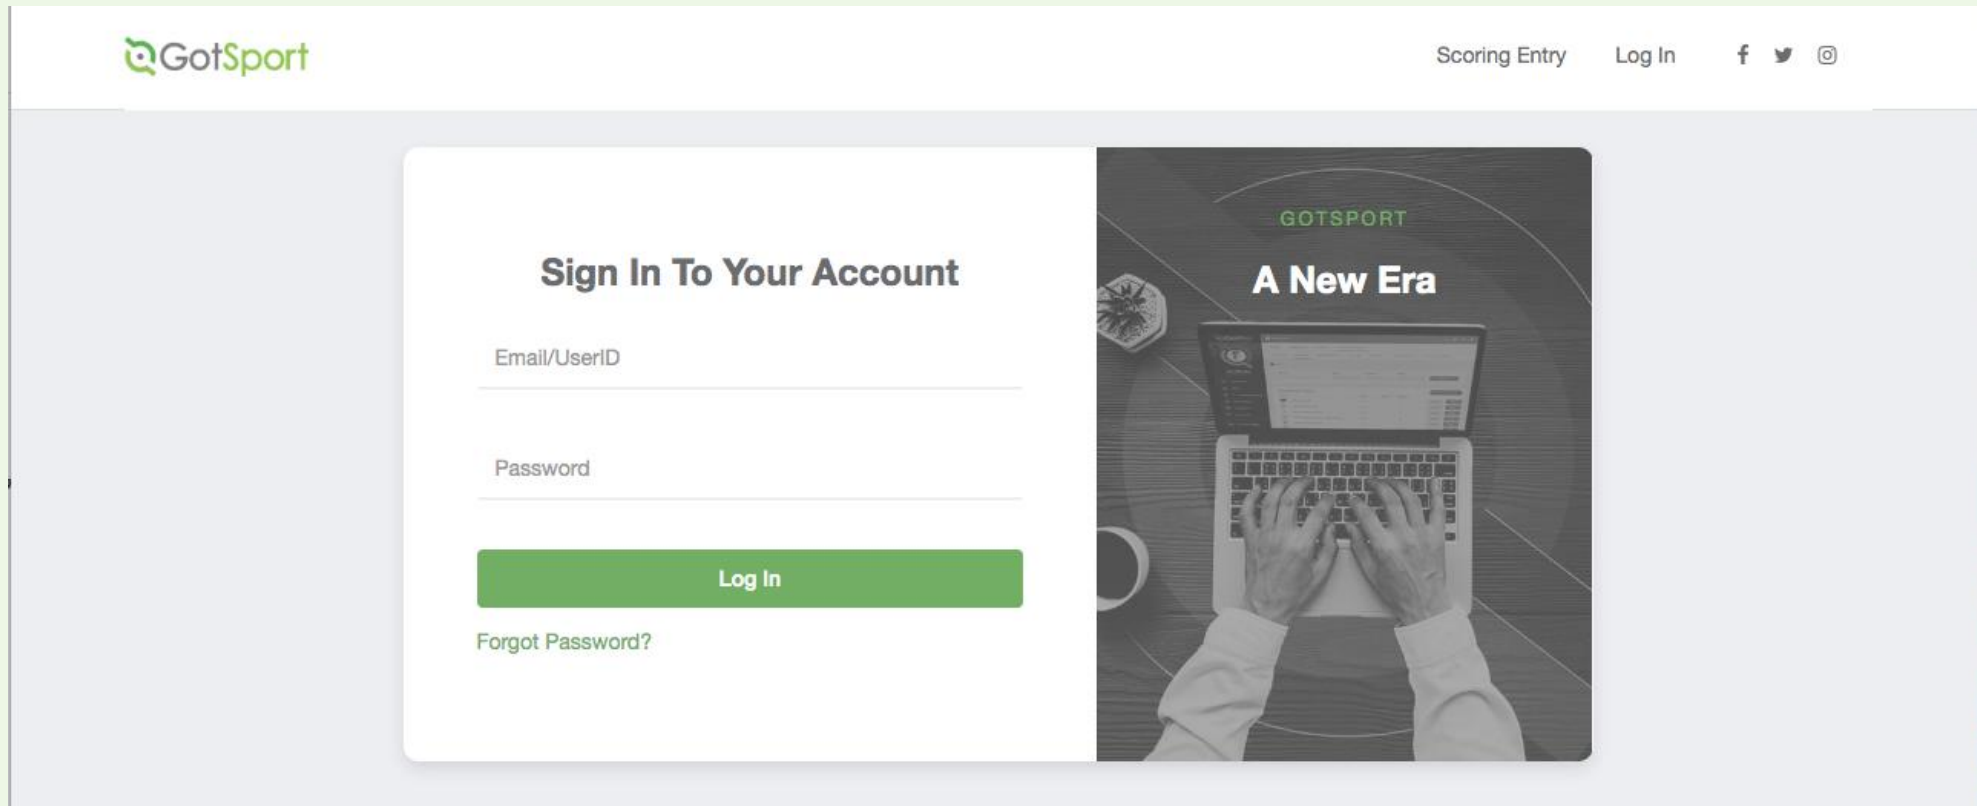 GotSport
Scoring Entry Log In
Sign In To Your Account
Email/UserID
Password
Log In
Forgot Password?
GOTSPORT
A New Era